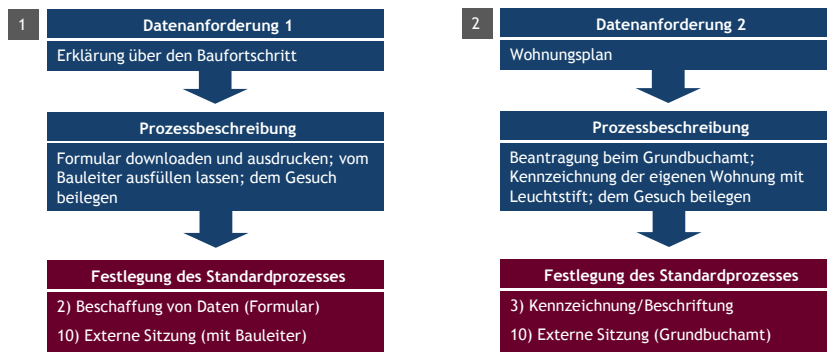 1
Datenanforderung 1
Erklärung über den Baufortschritt
Prozessbeschreibung
Formular downloaden und ausdrucken; vom
Bauleiter ausfüllen lassen; dem Gesuch
beilegen
Festlegung des Standardprozesses
2) Beschaffung von Daten (Formular)
10) Externe Sitzung (mit Bauleiter)
2
Datenanforderung 2
Wohnungsplan
Prozessbeschreibung
Beantragung beim Grundbuchamt;
Kennzeichnung der eigenen Wohnung mit
Leuchtstift; dem Gesuch beilegen
Festlegung des Standardprozesses
3) Kennzeichnung/Beschriftung
10) Externe Sitzung (Grundbuchamt)